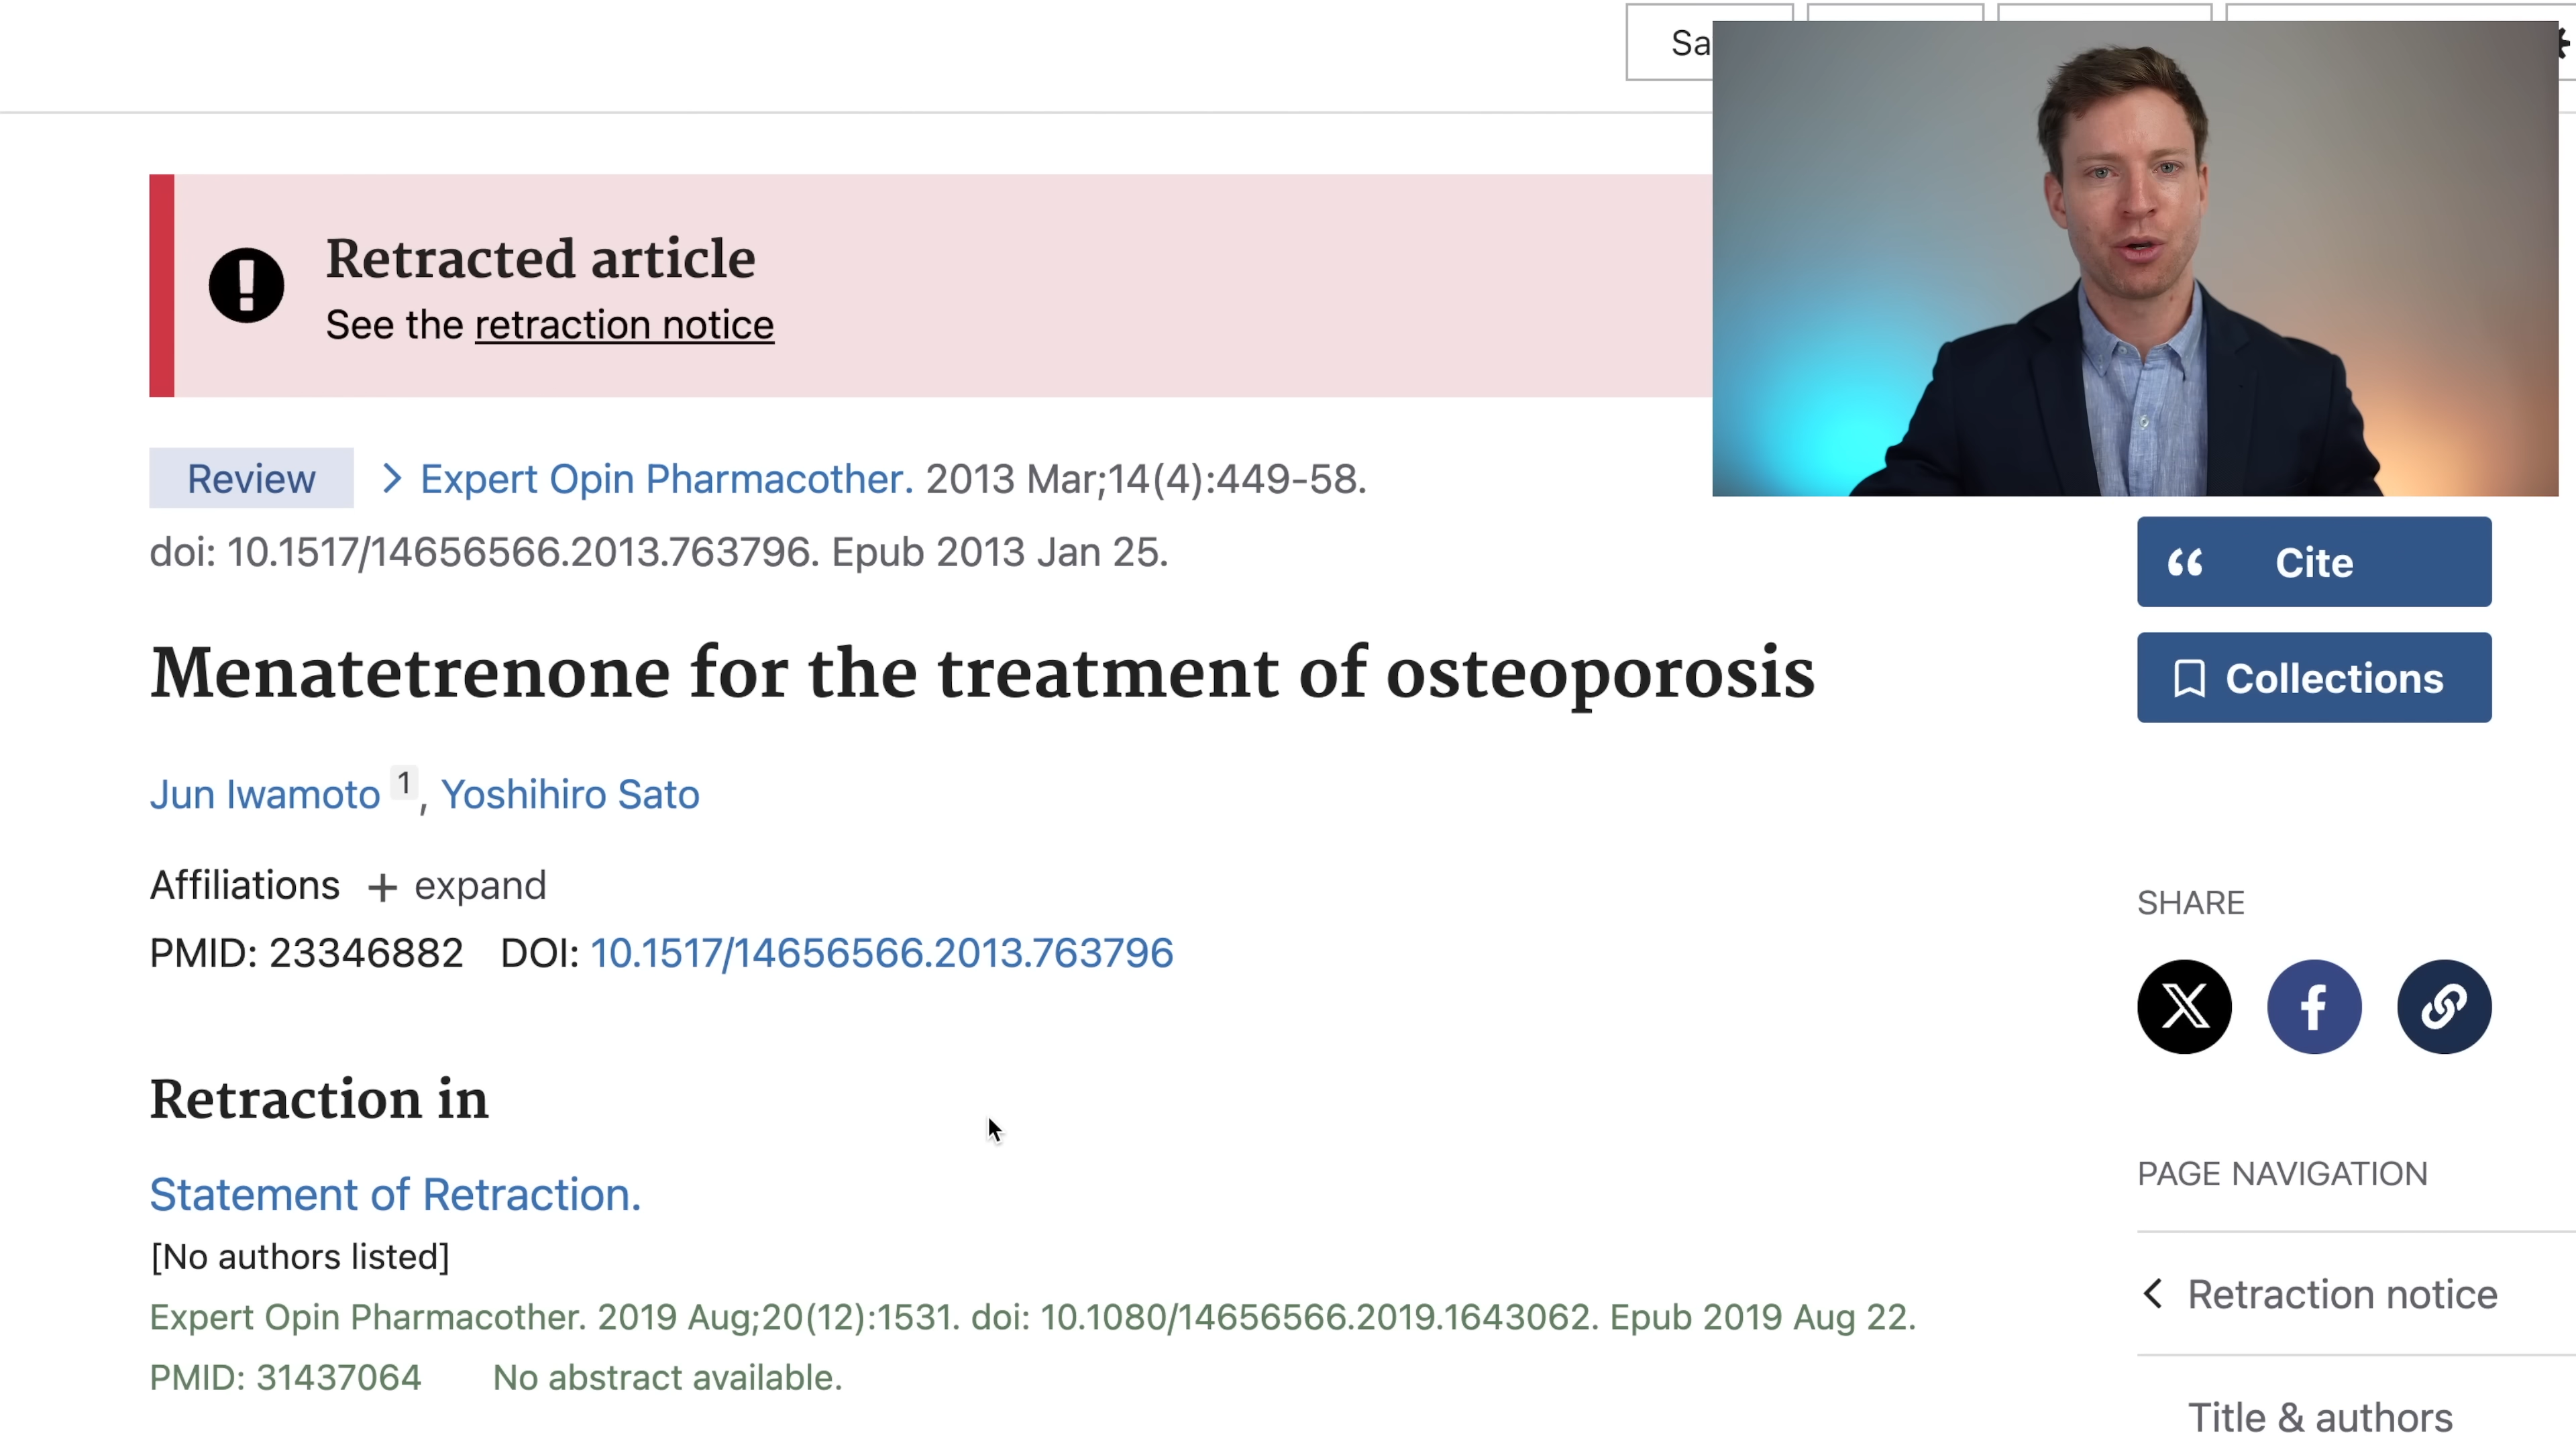 Sa
Retracted article
See the retraction notice
Review > Expert Opin Pharmacother. 2013 Mar;14(4):449-58.
doi: 10.1517/14656566.2013.763796. Epub 2013 Jan 25.
Menatetrenone for the treatment of osteoporosis
Jun Iwamoto 1, Yoshihiro Sato
Affiliations + expand
PMID: 23346882 DOI: 10.1517/14656566.2013.763796
Retraction in
Statement of Retraction.
[No authors listed]
Expert Opin Pharmacother. 2019 Aug;20(12):1531. doi: 10.1080/14656566.2019.1643062. Epub 2019 Aug 22.
PMID: 31437064 No abstract available.
Cite
Collections
SHARE
PAGE NAVIGATION
Retraction notice
Title & authors